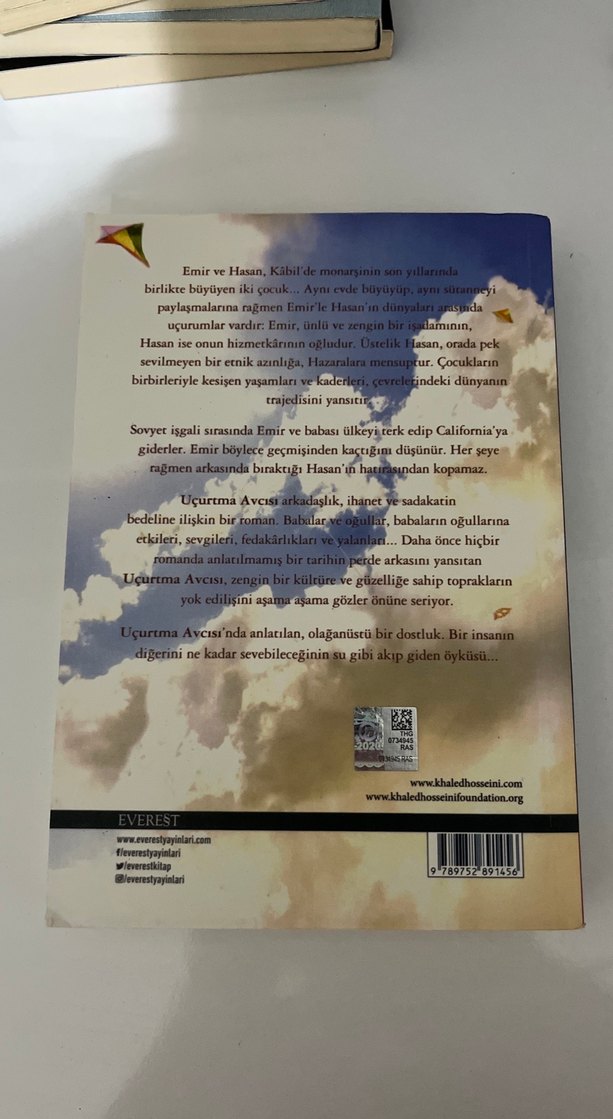 Emir ve Hasan, Kâbil'de monarşinin son yıllarında
birlikte büyüyen iki çocuk... Aynı evde büyüyüp, aynı sütanneyi
paylaşmalarına rağmen Emir'le Hasan'ın dünyaları arasında
uçurumlar vardır: Emir, ünlü ve zengin bir işadamının,
Hasan ise onun hizmetkârının oğludur. Üstelik Hasan, orada pek
sevilmeyen bir etnik azınlığa, Hazaralara mensuptur. Çocukların
birbirleriyle kesişen yaşamları ve kaderleri, çevrelerindeki dünyanın
trajedisini yansıtır.
Sovyet işgali sırasında Emir ve babası ülkeyi terk edip California'ya
giderler. Emir böylece geçmişinden kaçtığını düşünür. Her şeye
rağmen arkasında bıraktığı Hasan'ın hatırasından kopamaz.
Uçurtma Avcısı arkadaşlık, ihanet ve sadakatin
bedeline ilişkin bir roman. Babalar ve oğullar, babaların oğullarına
etkileri, sevgileri, fedakârlıkları ve yalanları... Daha önce hiçbir
romanda anlatılmamış bir tarihin perde arkasını yansıtan
Uçurtma Avcısı, zengin bir kültüre ve güzelliğe sahip toprakların
yok edilişini aşama aşama gözler önüne seriyor.
Uçurtma Avcısı'nda anlatılan, olağanüstü bir dostluk. Bir insanın
diğerini ne kadar sevebileceğinin su gibi akıp giden öyküsü...
THG
0734945
RAS
2020
0734945 RAS
www.khaledhosseini.com
www.khaledhosseinifoundation.org
EVEREST
www.everestyayinlari.com
f/everestyayinlari
/everestkitap
/everestyayinlari
9 789752 891456